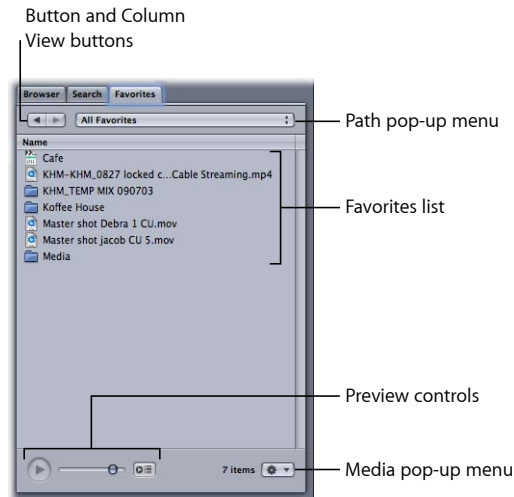 Button and Column
View buttons
Browser Search Favorites
All Favorites
Path pop-up menu
Name
Cafe
KHM-KHM_0827 locked c...Cable Streaming.mp4
KHM_TEMP MIX 090703
Koffee House
Favorites list
Master shot Debra 1 CU.mov
Master shot jacob CU 5.mov
Media
Preview controls
7 items
Media pop-up menu